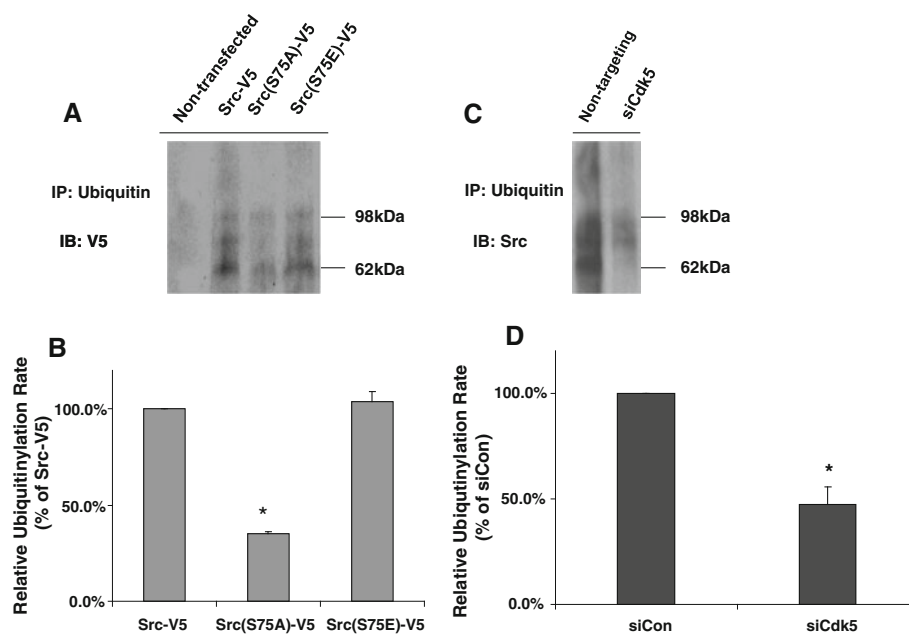 A
Non-transfected
Src-V5
Src(S75A)-V5
Src(S75E)-V5
IP: Ubiquitin
IB: V5
98kDa
62kDa
C
Non-targeting
siCdk5
IP: Ubiquitin
IB: Src
98kDa
62kDa
B
Relative Ubiquitinylation Rate
(% of Src-V5)
100.0%
50.0%
0.0%
*
Src-V5
Src(S75A)-V5
Src(S75E)-V5
D
Relative Ubiqutinylation Rate
(% of siCon)
100.0%
50.0%
0.0%
*
siCon
siCdk5